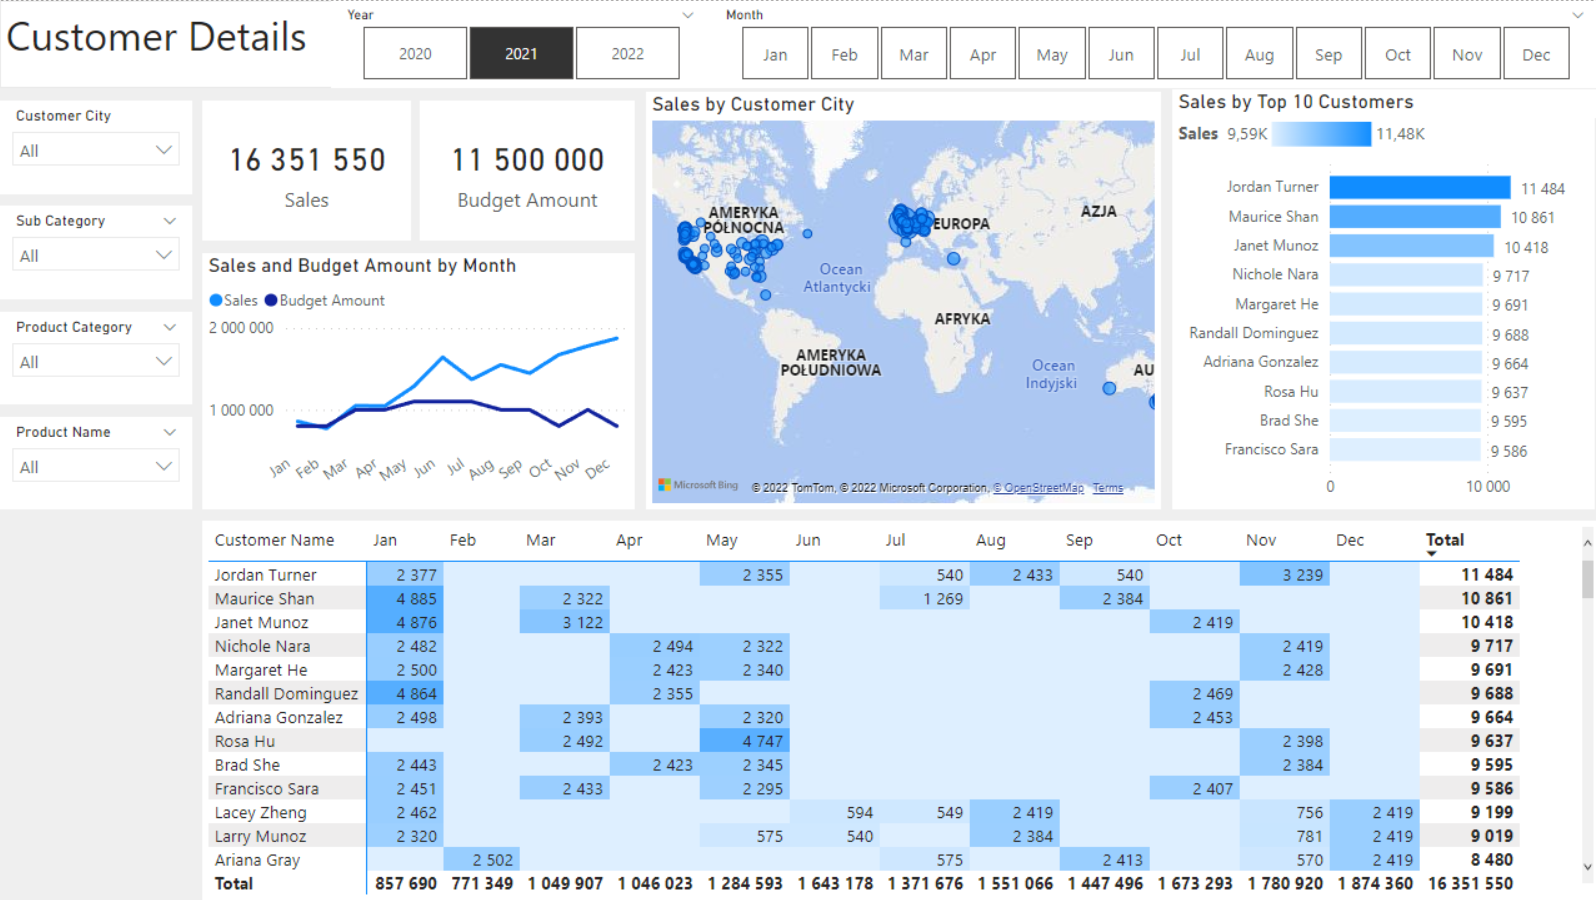 Customer Details
Year
2020 2021 2022
Month
Jan Feb Mar Apr May Jun Jul Aug Sep Oct Nov Dec
Customer City
All
Sub Category
All
Product Category
All
Product Name
All
16 351 550
Sales
11 500 000
Budget Amount
Sales and Budget Amount by Month
Sales Budget Amount
2 000 000
1 000 000
Jan Feb Mar Apr May Jun Jul Aug Sep Oct Nov Dec
Sales by Customer City
AMERYKA
PÓŁNOCNA
EUROPA
AZJA
Ocean
Atlantycki
AFRYKA
AMERYKA
POŁUDNIOWA
Ocean
Indyjski
AU
Microsoft Bing
© 2022 TomTom, © 2022 Microsoft Corporation, © OpenStreetMap Terms
Sales by Top 10 Customers
Sales 9,59K 11,48K
Jordan Turner 11 484
Maurice Shan 10 861
Janet Munoz 10 418
Nichole Nara 9 717
Margaret He 9 691
Randall Dominguez 9 688
Adriana Gonzalez 9 664
Rosa Hu 9 637
Brad She 9 595
Francisco Sara 9 586
0 10 000
Customer Name Jan Feb Mar Apr May Jun Jul Aug Sep Oct Nov Dec Total
Jordan Turner 2 377 2 355 540 2 433 540 3 239 11 484
Maurice Shan 4 885 2 322 1 269 2 384 10 861
Janet Munoz 4 876 3 122 2 419 10 418
Nichole Nara 2 482 2 494 2 322 2 419 9 717
Margaret He 2 500 2 423 2 340 2 428 9 691
Randall Dominguez 4 864 2 355 2 469 9 688
Adriana Gonzalez 2 498 2 393 2 320 2 453 9 664
Rosa Hu 2 492 4 747 2 398 9 637
Brad She 2 443 2 423 2 345 2 384 9 595
Francisco Sara 2 451 2 433 2 295 2 407 9 586
Lacey Zheng 2 462 594 549 2 419 756 2 419 9 199
Larry Munoz 2 320 575 540 2 384 781 2 419 9 019
Ariana Gray 2 502 575 2 413 570 2 419 8 480
Total 857 690 771 349 1 049 907 1 046 023 1 284 593 1 643 178 1 371 676 1 551 066 1 447 496 1 673 293 1 780 920 1 874 360 16 351 550